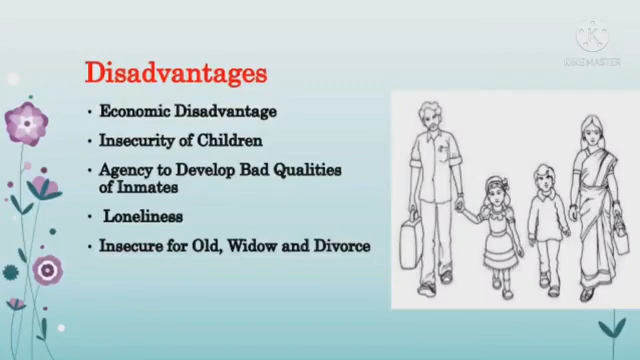 KINEMASTER
Disadvantages
• Economic Disadvantage
• Insecurity of Children
• Agency to Develop Bad Qualities
of Inmates
• Loneliness
• Insecure for Old, Widow and Divorce